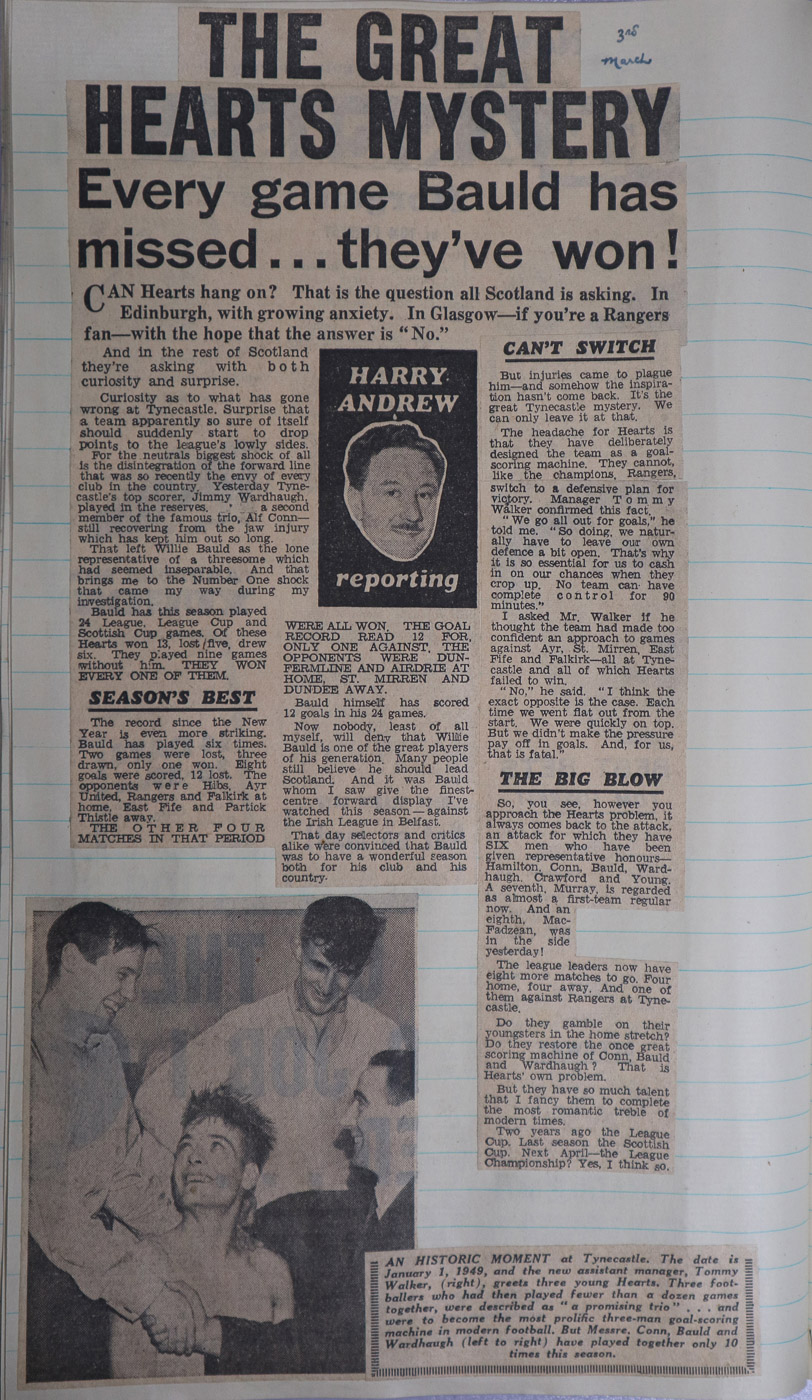 THE GREAT
HEARTS MYSTERY
3rd
March
Every game Bauld has
missed...they've won!
CAN Hearts hang on? That is the question all Scotland is asking. In
Edinburgh, with growing anxiety. In Glasgow—if you're a Rangers
fan—with the hope that the answer is "No."
And in the rest of Scotland
they're asking with both
curiosity and surprise.
Curiosity as to what has gone
wrong at Tynecastle. Surprise that
a team apparently so sure of itself
should suddenly start to drop
points to the league's lowly sides.
For the neutrals biggest shock of all
is the disintegration of the forward line
that was so recently the envy of every
club in the country. Yesterday Tyne-
castle's top scorer, Jimmy Wardhaugh,
played in the reserves, a second
member of the famous trio, Alf Conn—
still recovering from the jaw injury
which has kept him out so long.
That left Willie Bauld as the lone
representative of a threesome which
had seemed inseparable. And that
brings me to the Number One shock
that came my way during my
investigation.
Bauld has this season played
24 League, League Cup and
Scottish Cup games. Of these
Hearts won 13, lost five, drew
six. They played nine games
without him. THEY WON
EVERY ONE OF THEM.
SEASON'S BEST
The record since the New
Year is even more striking.
Bauld has played six times.
Two games were lost, three
drawn, only one won. Eight
goals were scored, 12 lost. The
opponents were Hibs, Ayr
United, Rangers and Falkirk at
home, East Fife and Partick
Thistle away.
THE OTHER FOUR
MATCHES IN THAT PERIOD
HARRY
ANDREW
reporting
WERE ALL WON. THE GOAL
RECORD READ 12 FOR,
ONLY ONE AGAINST. THE
OPPONENTS WERE DUN-
FERMLINE AND AIRDRIE AT
HOME, ST. MIRREN AND
DUNDEE AWAY.
Bauld himself has scored
12 goals in his 24 games.
Now nobody, least of all
myself, will deny that Willie
Bauld is one of the great players
of his generation. Many people
still believe he should lead
Scotland. And it was Bauld
whom I saw give the finest-
centre forward display I've
watched this season—against
the Irish League in Belfast.
That day selectors and critics
alike were convinced that Bauld
was to have a wonderful season
both for his club and his
country.
CAN'T SWITCH
But injuries came to plague
him—and somehow the inspira-
tion hasn't come back. It's the
great Tynecastle mystery. We
can only leave it at that.
The headache for Hearts is
that they have deliberately
designed the team as a goal-
scoring machine. They cannot,
like the champions, Rangers,
switch to a defensive plan for
victory. Manager Tommy
Walker confirmed this fact.
"We go all out for goals," he
told me. "So doing, we natur-
ally have to leave our own
defence a bit open. That's why
it is so essential for us to cash
in on our chances when they
crop up. No team can have
complete control for 90
minutes."
I asked Mr. Walker if he
thought the team had made too
confident an approach to games
against Ayr, St. Mirren, East
Fife and Falkirk—all at Tyne-
castle and all of which Hearts
failed to win.
"No," he said. "I think the
exact opposite is the case. Each
time we went flat out from the
start. We were quickly on top.
But we didn't make the pressure
pay off in goals. And, for us,
that is fatal."
THE BIG BLOW
So, you see, however you
approach the Hearts problem, it
always comes back to the attack,
an attack for which they have
SIX men who have been
given representative honours—
Hamilton, Conn, Bauld, Ward-
haugh, Crawford and Young.
A seventh, Murray, is regarded
as almost a first-team regular
now. And an
eighth, Mac-
Fadzean, was
in the side
yesterday!
The league leaders now have
eight more matches to go. Four
home, four away. And one of
them against Rangers at Tyne-
castle.
Do they gamble on their
youngsters in the home stretch?
Do they restore the once great
scoring machine of Conn, Bauld
and Wardhaugh? That is
Hearts' own problem.
But they have so much talent
that I fancy them to complete
the most romantic treble of
modern times.
Two years ago the League
Cup. Last season the Scottish
Cup. Next April—the League
Championship? Yes, I think so.
AN HISTORIC MOMENT at Tynecastle. The date is
January 1, 1949, and the new assistant manager, Tommy
Walker, (right), greets three young Hearts. Three foot-
ballers who had then played fewer than a dozen games
together, were described as "a promising trio" . . . and
were to become the most prolific three-man goal-scoring
machine in modern football. But Messre. Conn, Bauld and
Wardhaugh (left to right) have played together only 10
times this season.